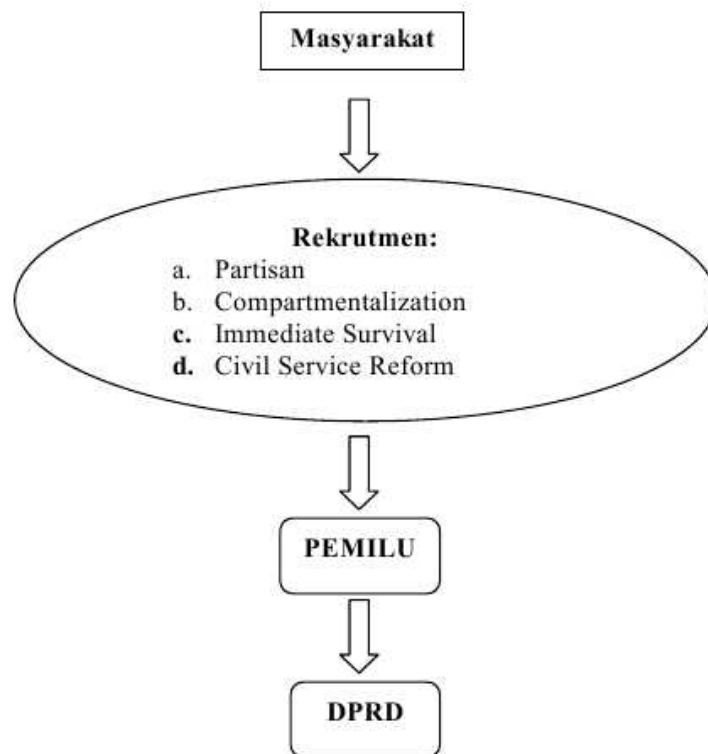 Masyarakat
Rekrutmen:
a. Partisan
b. Compartmentalization
c. Immediate Survival
d. Civil Service Reform
PEMILU
DPRD